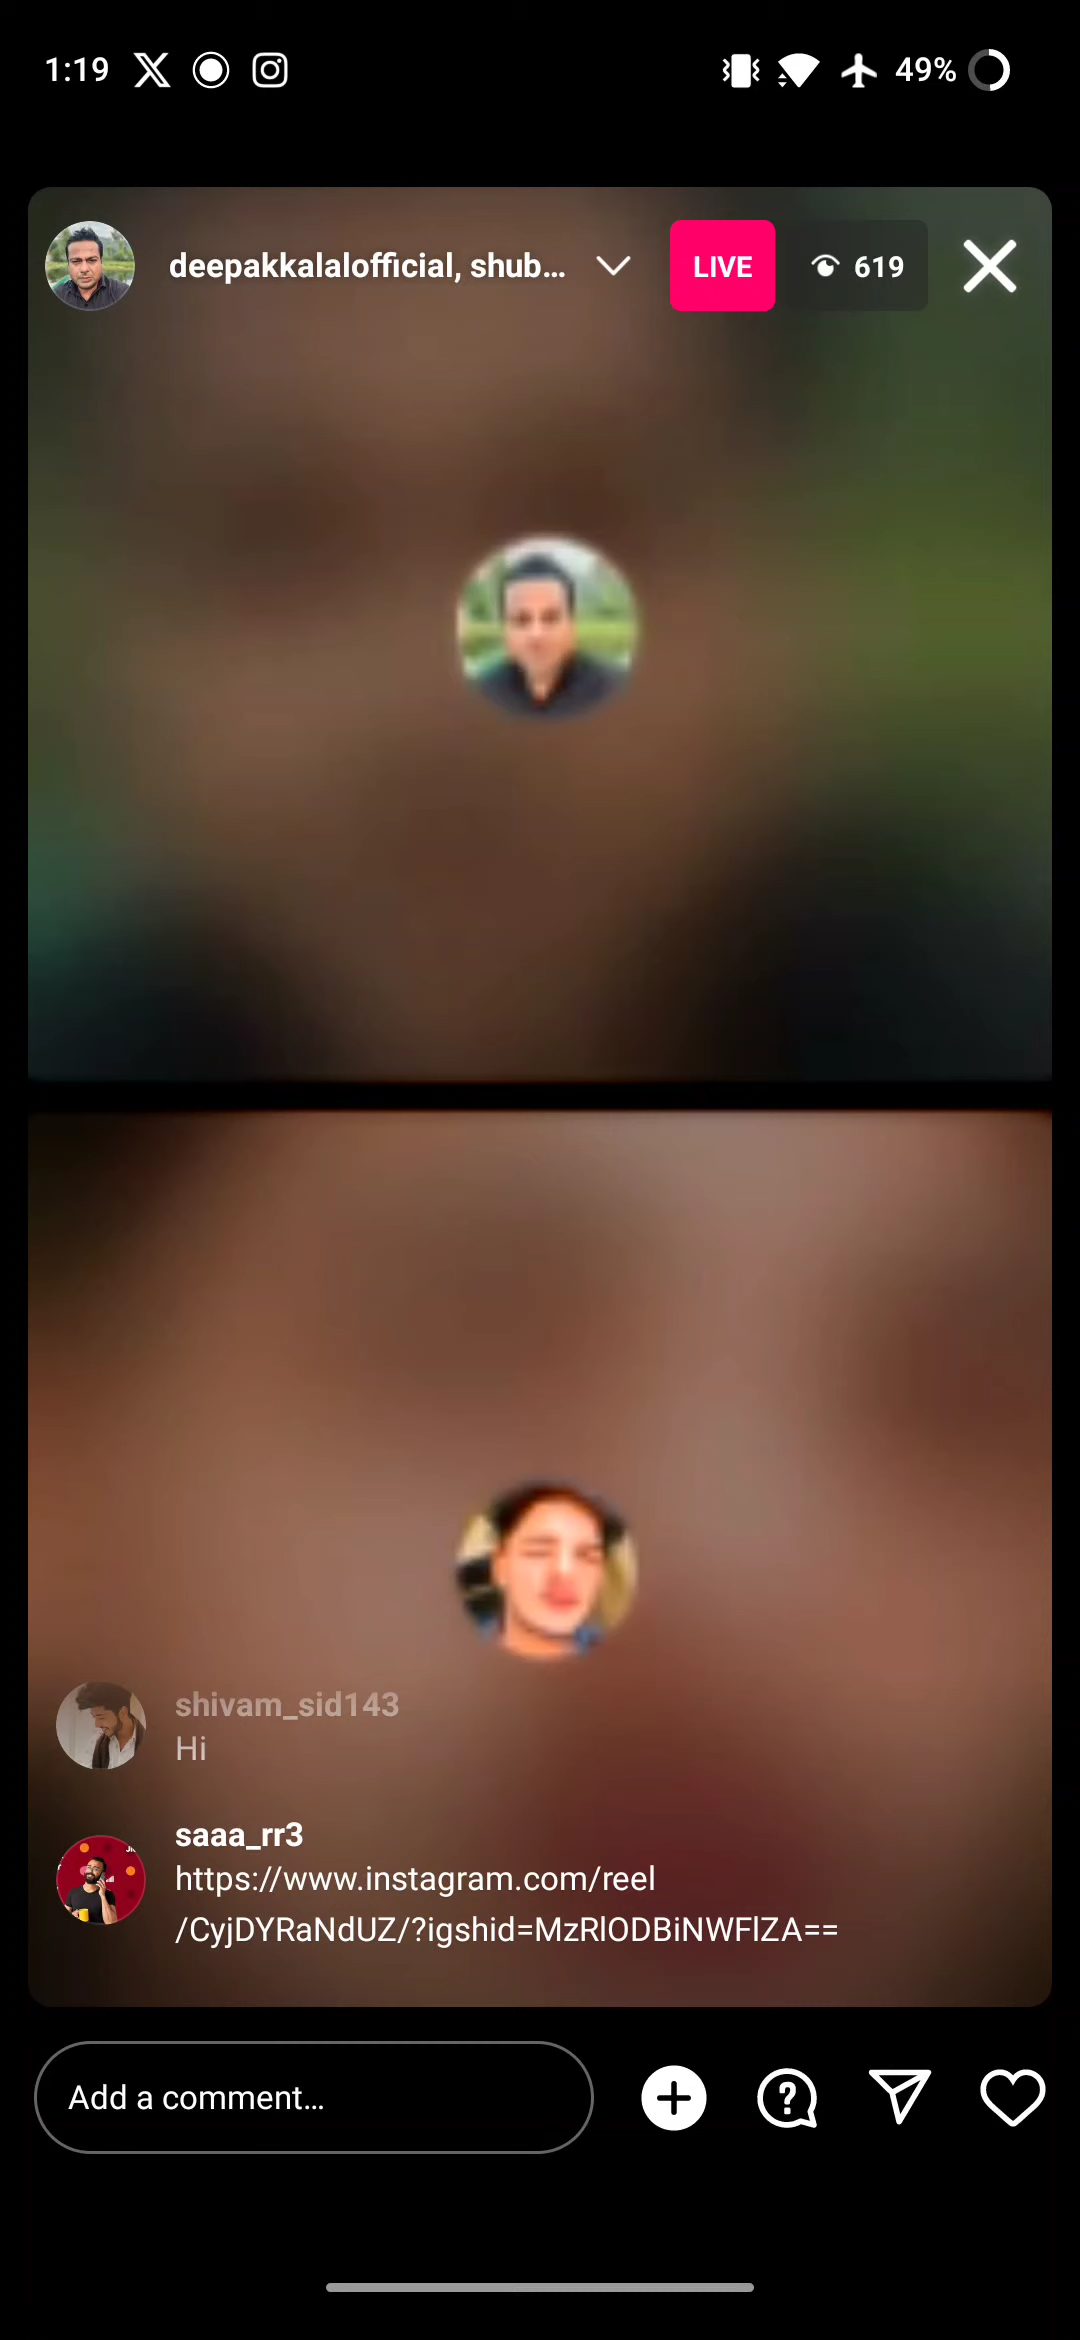 1:19
49%
deepakkalalofficial, shub...
LIVE
619
shivam_sid143
Hi
saaa_rr3
https://www.instagram.com/reel
/CyjDYRaNdUZ/?igshid=MzRlODBiNWFlZA==
Add a comment...